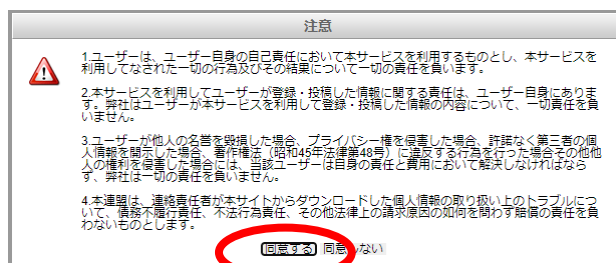 注意
1.ユーザーは、ユーザー自身の自己責任において本サービスを利用するものとし、本サービスを
利用してなされた一切の行為及びその結果について一切の責任を負います。
2.本サービスを利用してユーザーが登録・投稿した情報に関する責任は、ユーザー自身にありま
す。弊社はユーザーが本サービスを利用して登録・投稿した情報の内容について、一切責任を負
いません。
3.ユーザーが他人の名誉を毀損した場合、プライバシー権を侵害した場合、許諾なく第三者の個
人情報を開示した場合、著作権法（昭和45年法律第48号）に違反する行為を行った場合その他他
人の権利を侵害した場合には、当該ユーザーは自身の責任と費用において解決しなければなら
ず、弊社は一切の責任を負いません。
4.本連盟は、連絡責任者が本サイトからダウンロードした個人情報の取り扱い上のトラブルにつ
いて、債務不履行責任、不法行為責任、その他法律上の請求原因の如何を問わず賠償の責任を負
わないものとします。
同意する 同意しない